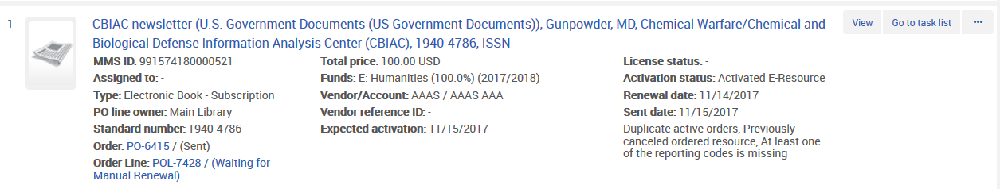 1
CBIAC newsletter (U.S. Government Documents (US Government Documents)), Gunpowder, MD, Chemical Warfare/Chemical and
Biological Defense Information Analysis Center (CBIAC), 1940-4786, ISSN
View
Go to task list
•••
MMS ID: 991574180000521
Assigned to: -
Type: Electronic Book - Subscription
PO line owner: Main Library
Standard number: 1940-4786
Order: PO-6415 / (Sent)
Order Line: POL-7428 / (Waiting for
Manual Renewal)
Total price: 100.00 USD
Funds: E: Humanities (100.0%) (2017/2018)
Vendor/Account: AAAS / AAAS AAA
Vendor reference ID: -
Expected activation: 11/15/2017
License status: -
Activation status: Activated E-Resource
Renewal date: 11/14/2017
Sent date: 11/15/2017
Duplicate active orders, Previously
canceled ordered resource, At least one
of the reporting codes is missing